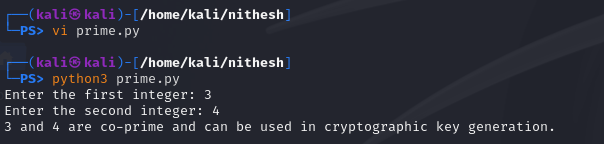 ┌──(kali㉿kali)-[/home/kali/nithesh]
└─PS> vi prime.py
┌──(kali㉿kali)-[/home/kali/nithesh]
└─PS> python3 prime.py
Enter the first integer: 3
Enter the second integer: 4
3 and 4 are co-prime and can be used in cryptographic key generation.